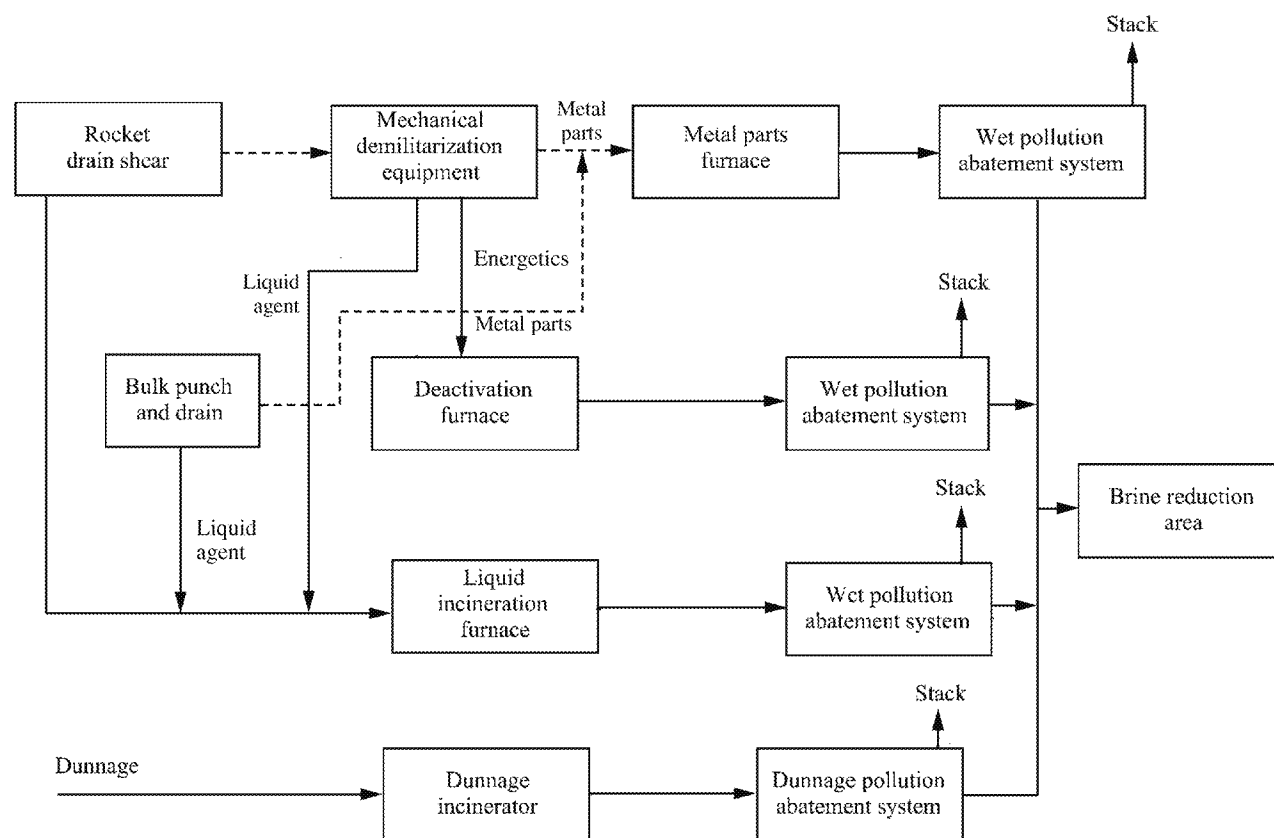 Stack
Rocket
drain shear
Mechanical
demilitarization
equipment
Metal
parts
Metal parts
furnace
Wet pollution
abatement system
Liquid
agent
Energetics
Metal parts
Stack
Bulk punch
and drain
Deactivation
furnace
Wet pollution
abatement system
Stack
Brine reduction
area
Liquid
agent
Liquid
incineration
furnace
Wct pollution
abatement system
Stack
Dunnage
Dunnage
incinerator
Dunnage pollution
abatement system